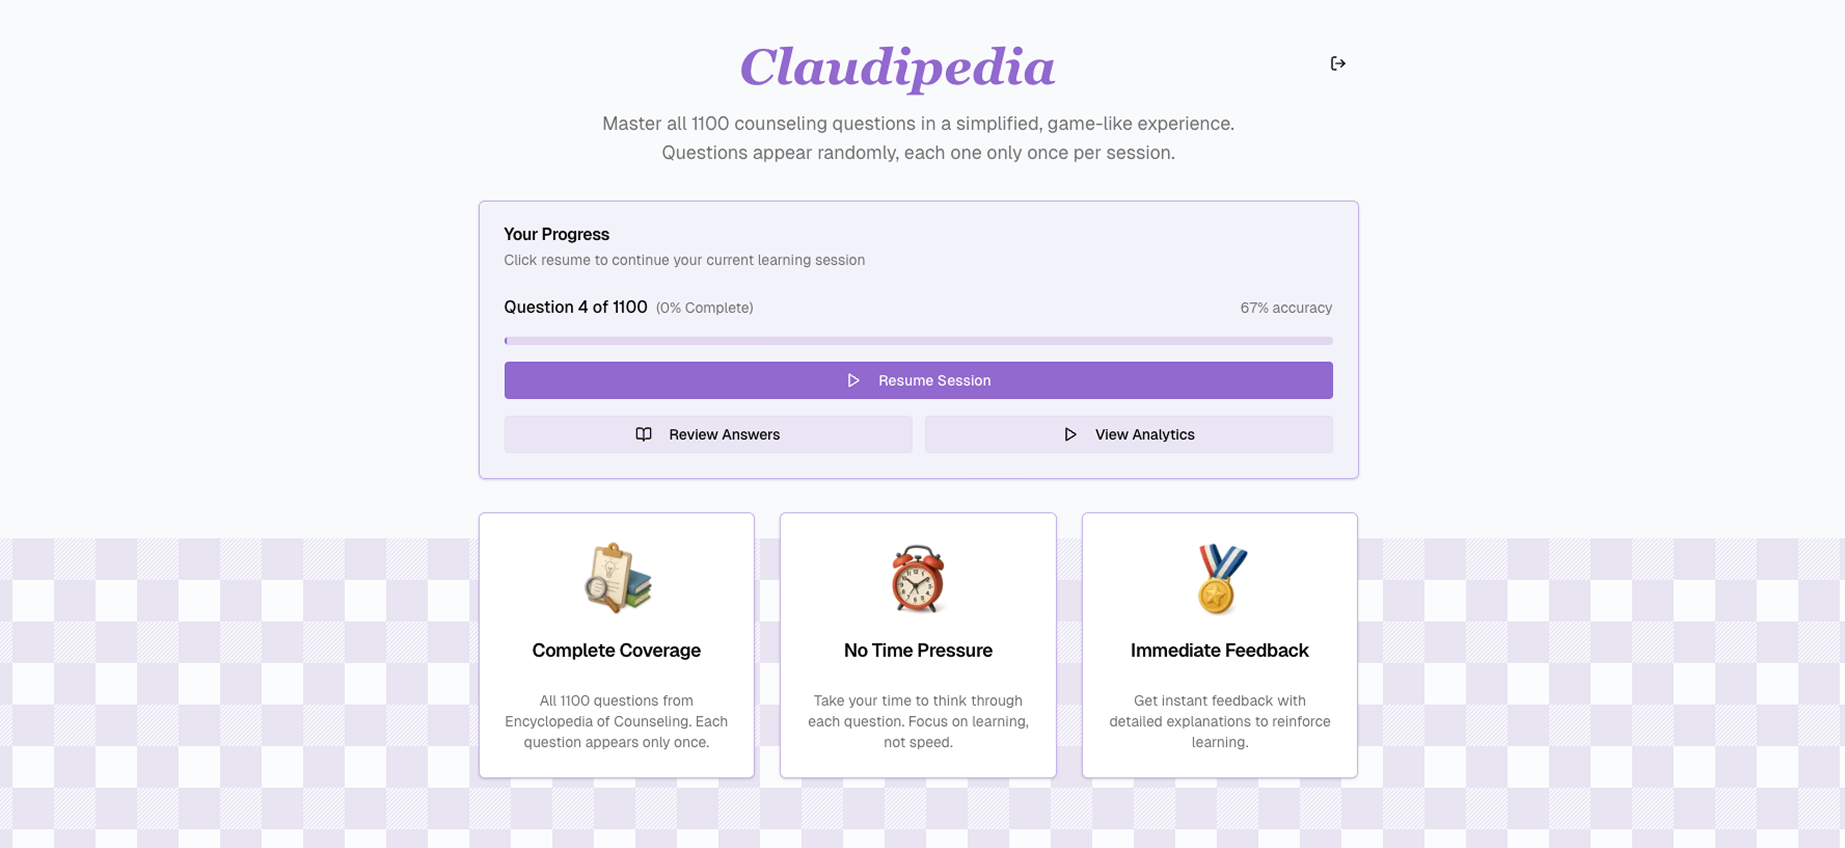 Claudipedia
Master all 1100 counseling questions in a simplified, game-like experience.
Questions appear randomly, each one only once per session.
Your Progress
Click resume to continue your current learning session
Question 4 of 1100 (0% Complete) 67% accuracy
Resume Session
Review Answers View Analytics
Complete Coverage
All 1100 questions from
Encyclopedia of Counseling. Each
question appears only once.
No Time Pressure
Take your time to think through
each question. Focus on learning,
not speed.
Immediate Feedback
Get instant feedback with
detailed explanations to reinforce
learning.